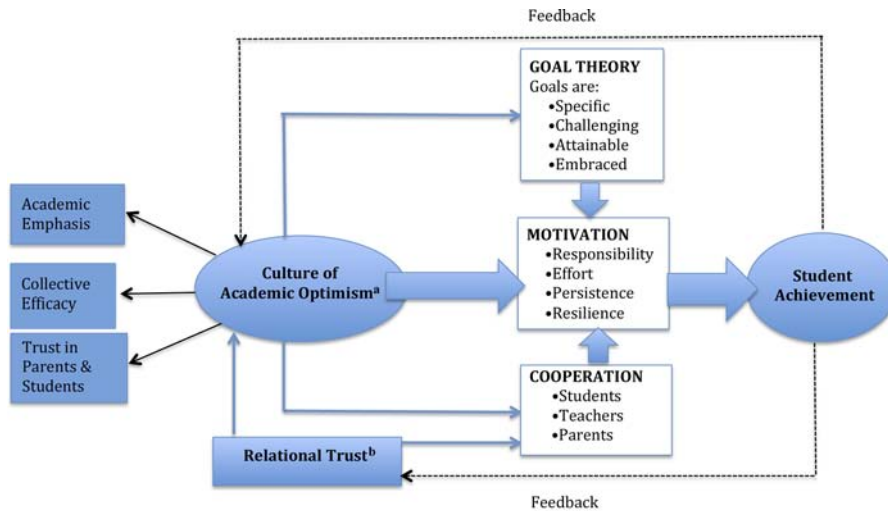 Feedback
GOAL THEORY
Goals are:
•Specific
•Challenging
•Attainable
•Embraced
Academic
Emphasis
Collective
Efficacy
Trust in
Parents &
Students
Culture of
Academic Optimismᵃ
MOTIVATION
•Responsibility
•Effort
•Persistence
•Resilience
Student
Achievement
COOPERATION
•Students
•Teachers
•Parents
Relational Trustᵇ
Feedback